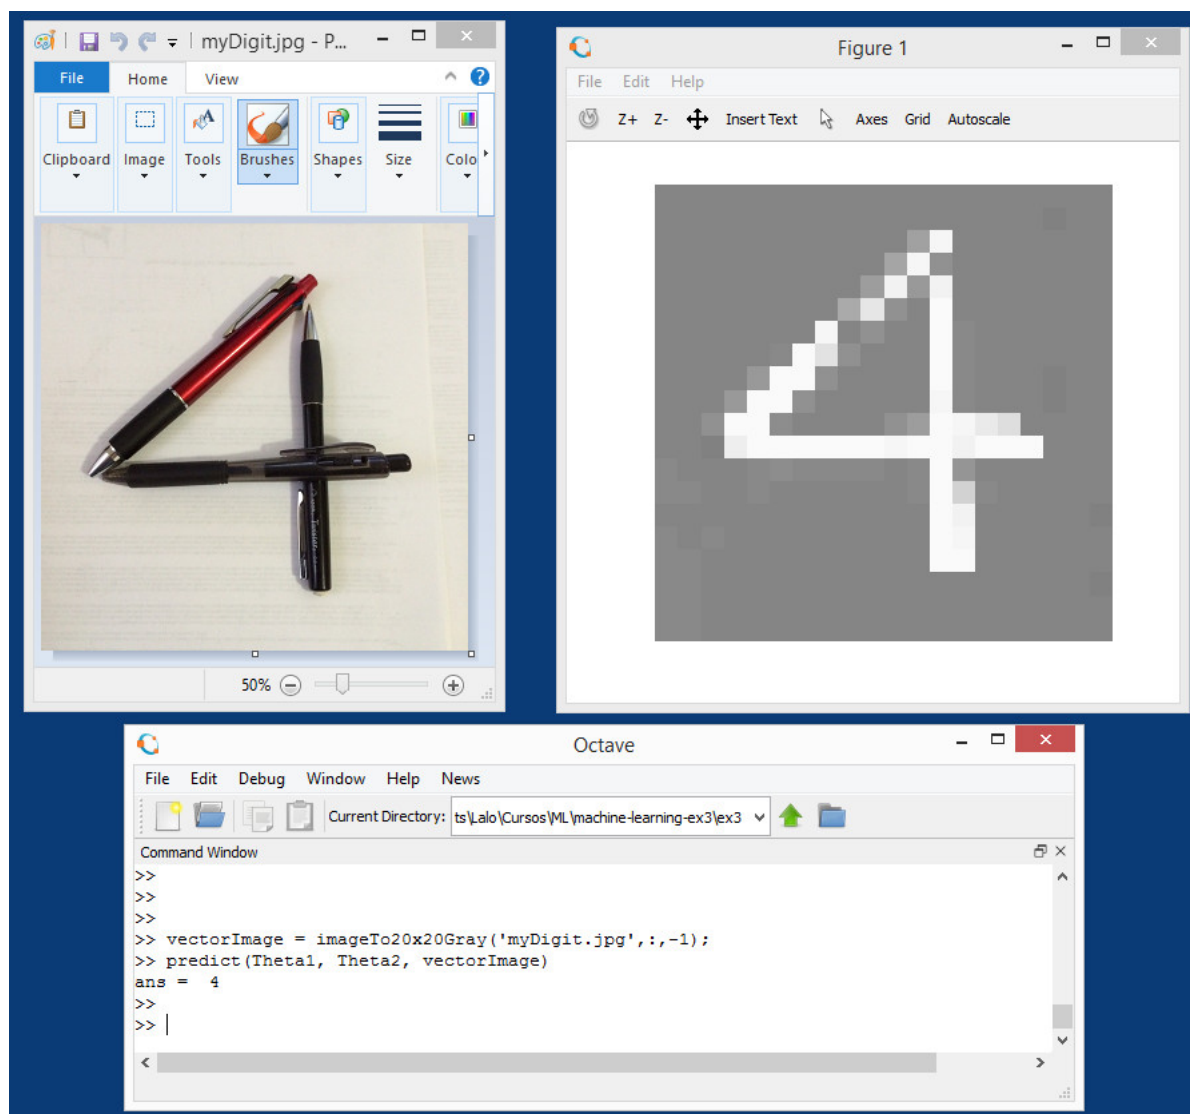 myDigit.jpg - P...
File Home View
Clipboard Image Tools Brushes Shapes Size Colo
50%
Figure 1
File Edit Help
Z+ Z- Insert Text Axes Grid Autoscale
Octave
File Edit Debug Window Help News
Current Directory: ts\Lalo\Cursos\ML\machine-learning-ex3\ex3
Command Window
>>
>>
>>
>> vectorImage = imageTo20x20Gray('myDigit.jpg',:,-1);
>> predict(Theta1, Theta2, vectorImage)
ans =  4
>>
>>